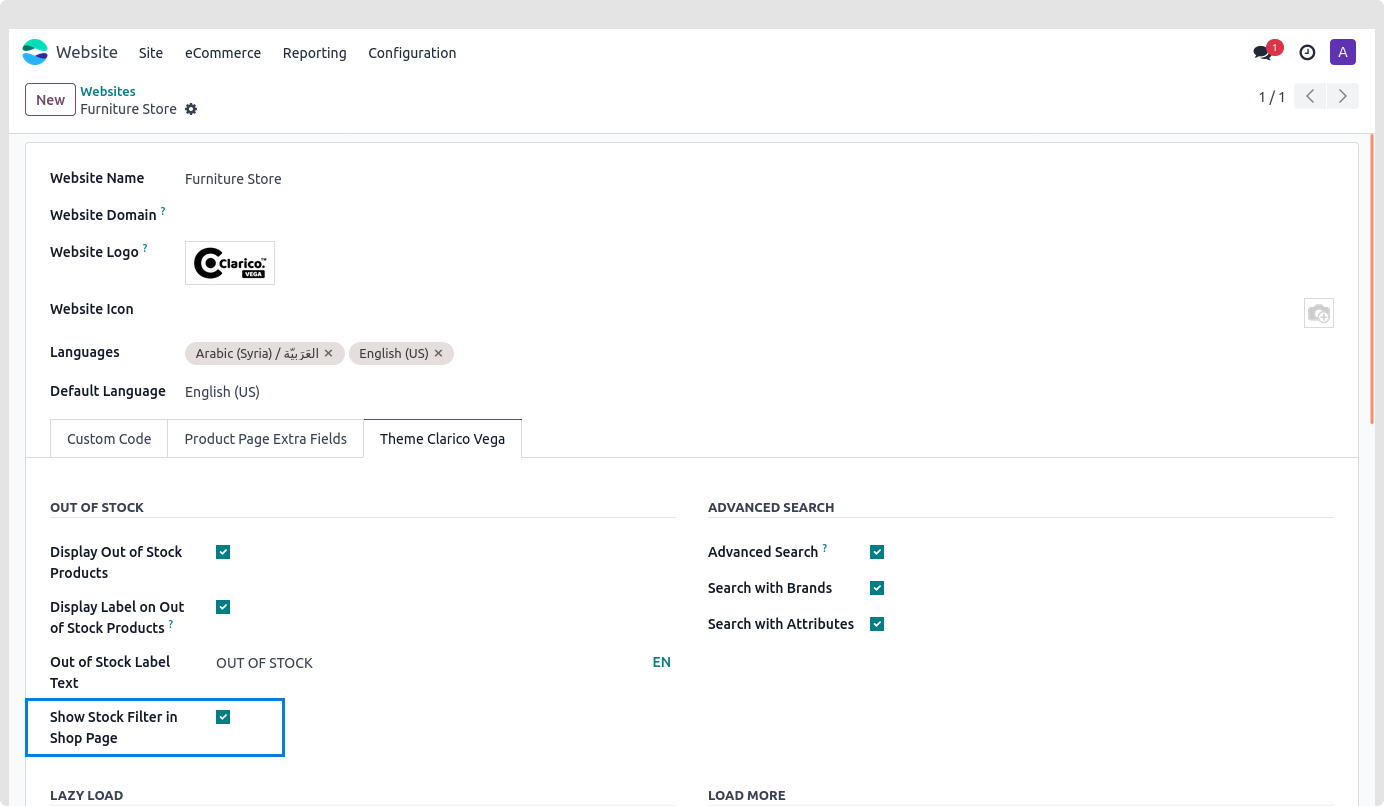 Website Site eCommerce Reporting Configuration 1 A
New Websites
Furniture Store
1 / 1
Website Name Furniture Store
Website Domain ?
Website Logo ? Clarico.™ VEGA
Website Icon
Languages Arabic (Syria) / العَرَبيّة × English (US) ×
Default Language English (US)
Custom Code Product Page Extra Fields Theme Clarico Vega
OUT OF STOCK
Display Out of Stock
Products
Display Label on Out
of Stock Products ?
Out of Stock Label
Text
OUT OF STOCK EN
Show Stock Filter in
Shop Page
ADVANCED SEARCH
Advanced Search ?
Search with Brands
Search with Attributes
LAZY LOAD
LOAD MORE